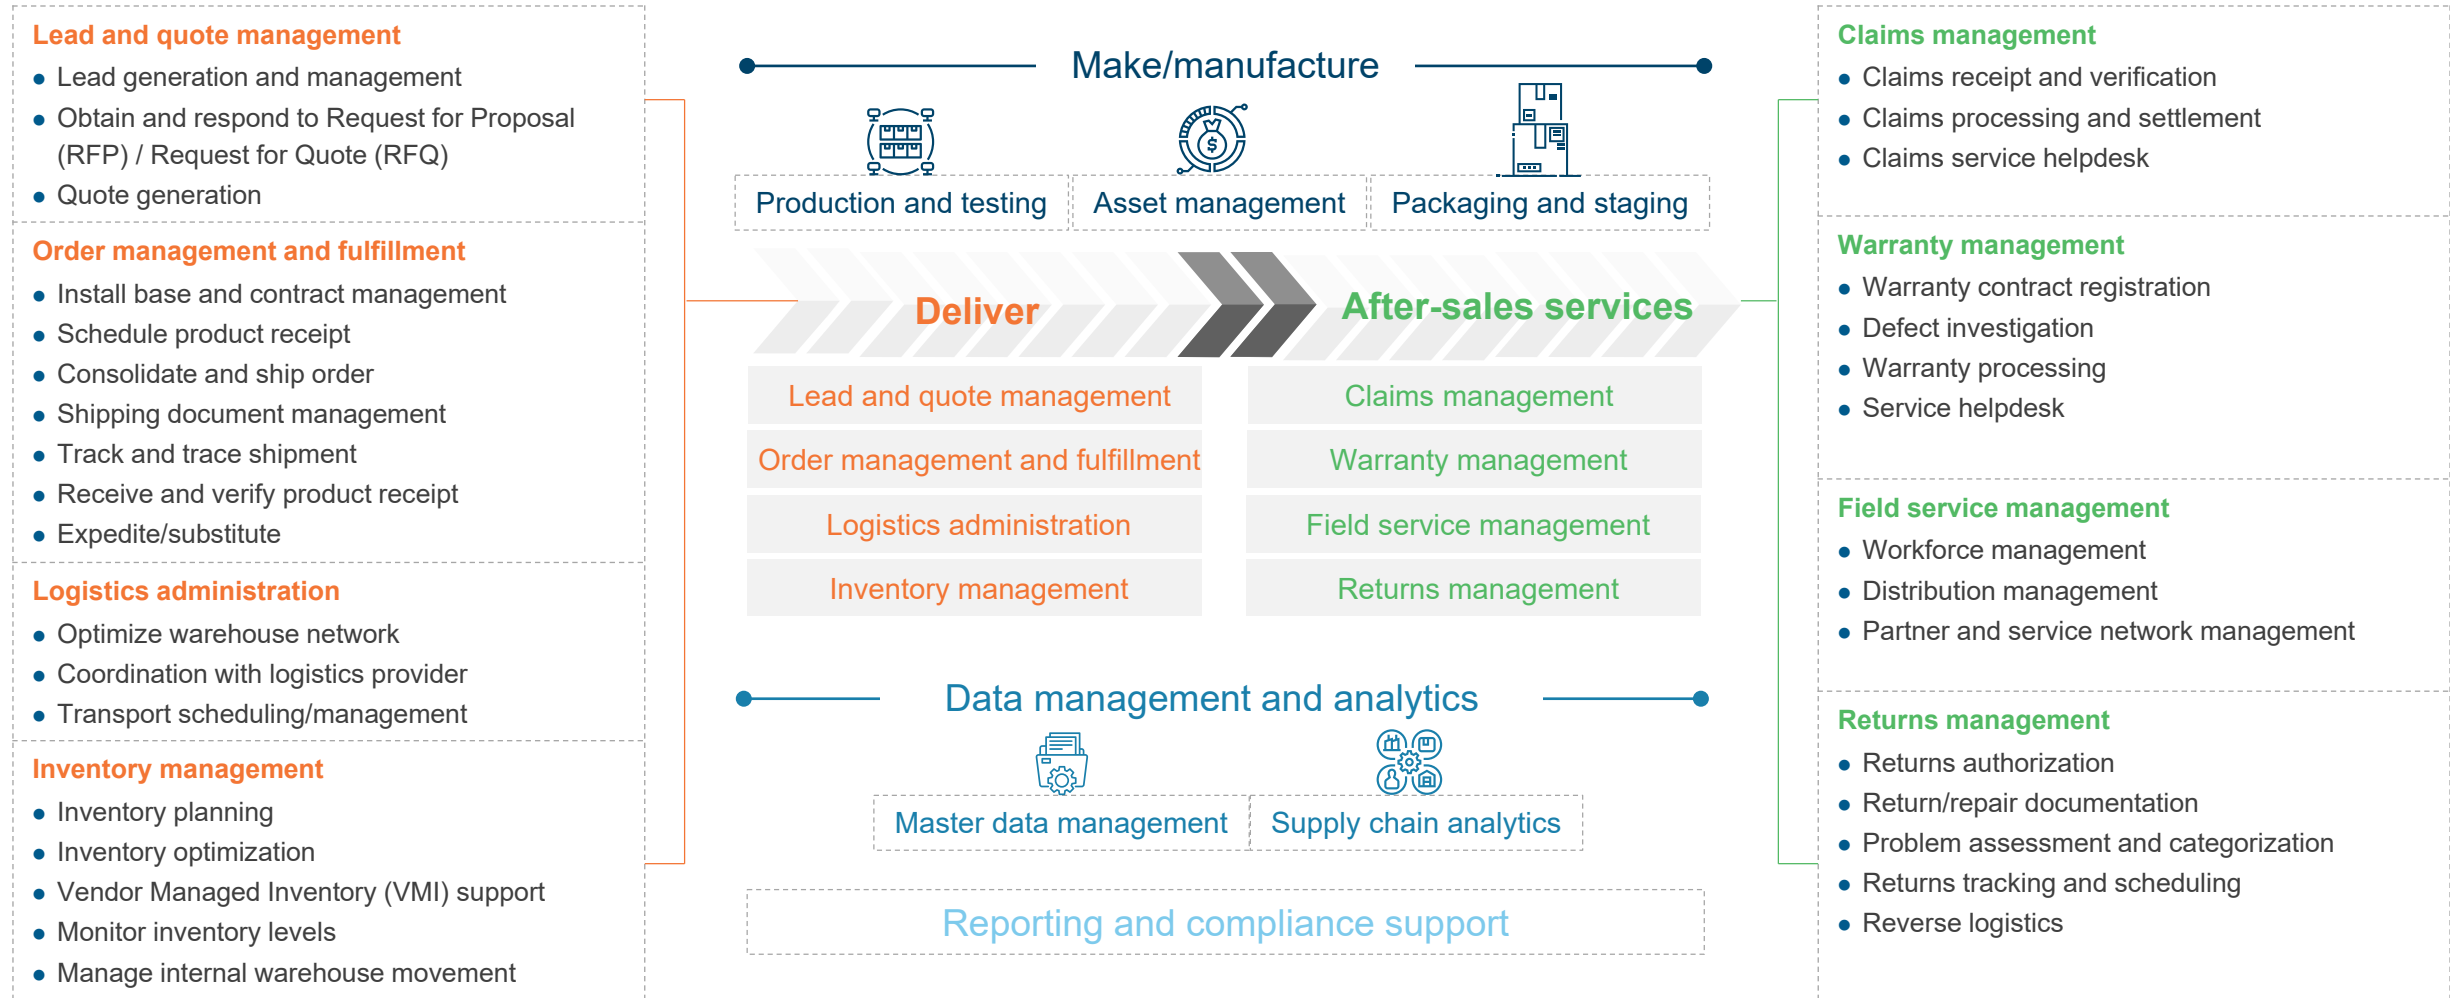 Lead and quote management
Lead generation and management
Obtain and respond to Request for Proposal
(RFP) / Request for Quote (RFQ)
Quote generation
Order management and fulfillment
Install base and contract management
Schedule product receipt
Consolidate and ship order
Shipping document management
Track and trace shipment
Receive and verify product receipt
Expedite/substitute
Logistics administration
Optimize warehouse network
Coordination with logistics provider
Transport scheduling/management
Inventory management
Inventory planning
Inventory optimization
Vendor Managed Inventory (VMI) support
Monitor inventory levels
Manage internal warehouse movement
Make/manufacture
Production and testing
Asset management
Packaging and staging
Deliver
After-sales services
Lead and quote management
Order management and fulfillment
Logistics administration
Inventory management
Claims management
Warranty management
Field service management
Returns management
Data management and analytics
Master data management
Supply chain analytics
Reporting and compliance support
Claims management
Claims receipt and verification
Claims processing and settlement
Claims service helpdesk
Warranty management
Warranty contract registration
Defect investigation
Warranty processing
Service helpdesk
Field service management
Workforce management
Distribution management
Partner and service network management
Returns management
Returns authorization
Return/repair documentation
Problem assessment and categorization
Returns tracking and scheduling
Reverse logistics